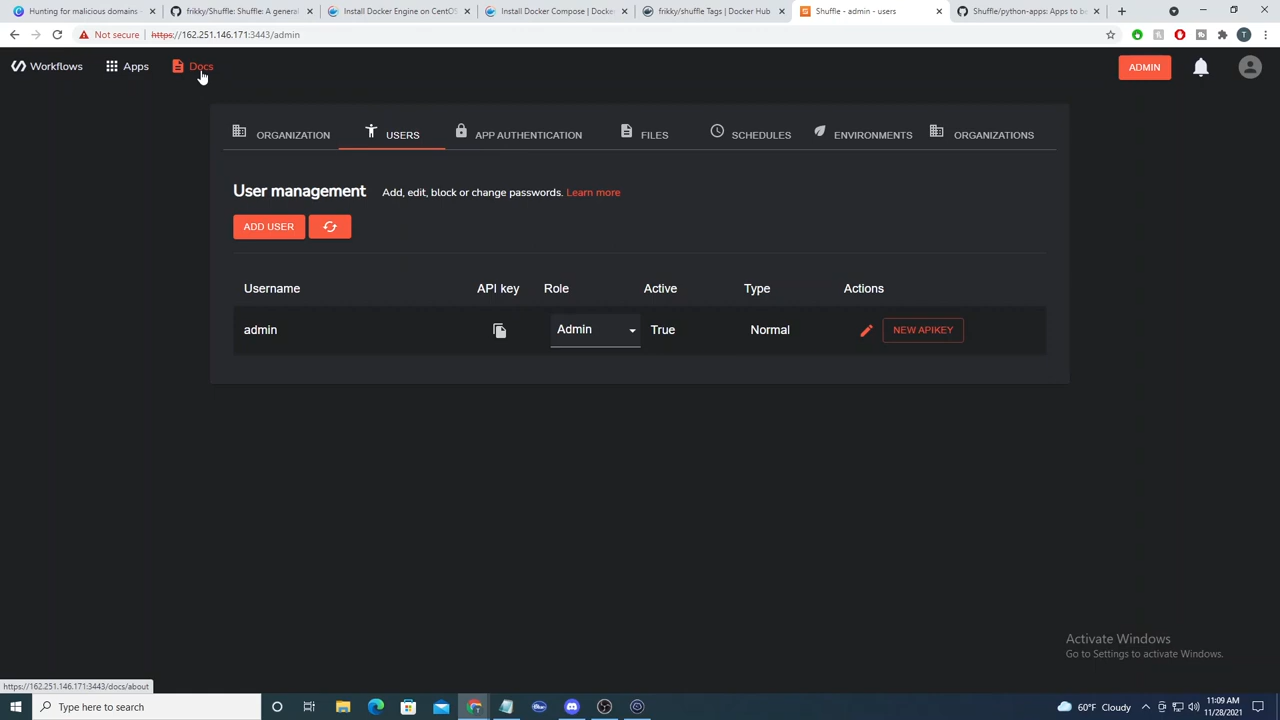 Hunting for malicious domains -
frikky/Shuffle: Shuffle: A general
Install Docker Engine on CentOS
Install Docker Compose | Docke
frikky/shuffle Tags | Docker Hub
Shuffle - admin - users
Shuffle/python-apps: Apps to be
Not secure
https://162.251.146.171:3443/admin
T
Workflows
Apps
Docs
ADMIN
ORGANIZATION
USERS
APP AUTHENTICATION
FILES
SCHEDULES
ENVIRONMENTS
ORGANIZATIONS
User management
Add, edit, block or change passwords. Learn more
ADD USER
Username API key Role Active Type Actions
admin Admin True Normal NEW APIKEY
Activate Windows
Go to Settings to activate Windows.
https://162.251.146.171:3443/docs/about
Type here to search
60°F Cloudy
11:09 AM
11/28/2021